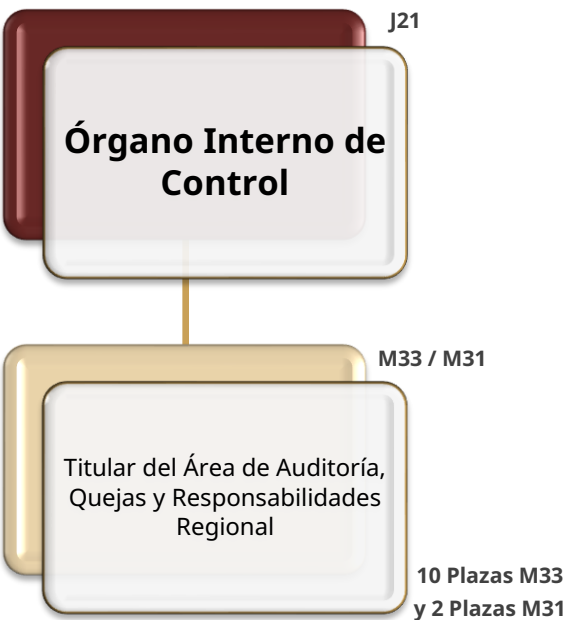 J21
Órgano Interno de
Control
M33 / M31
Titular del Área de Auditoría,
Quejas y Responsabilidades
Regional
10 Plazas M33
y 2 Plazas M31